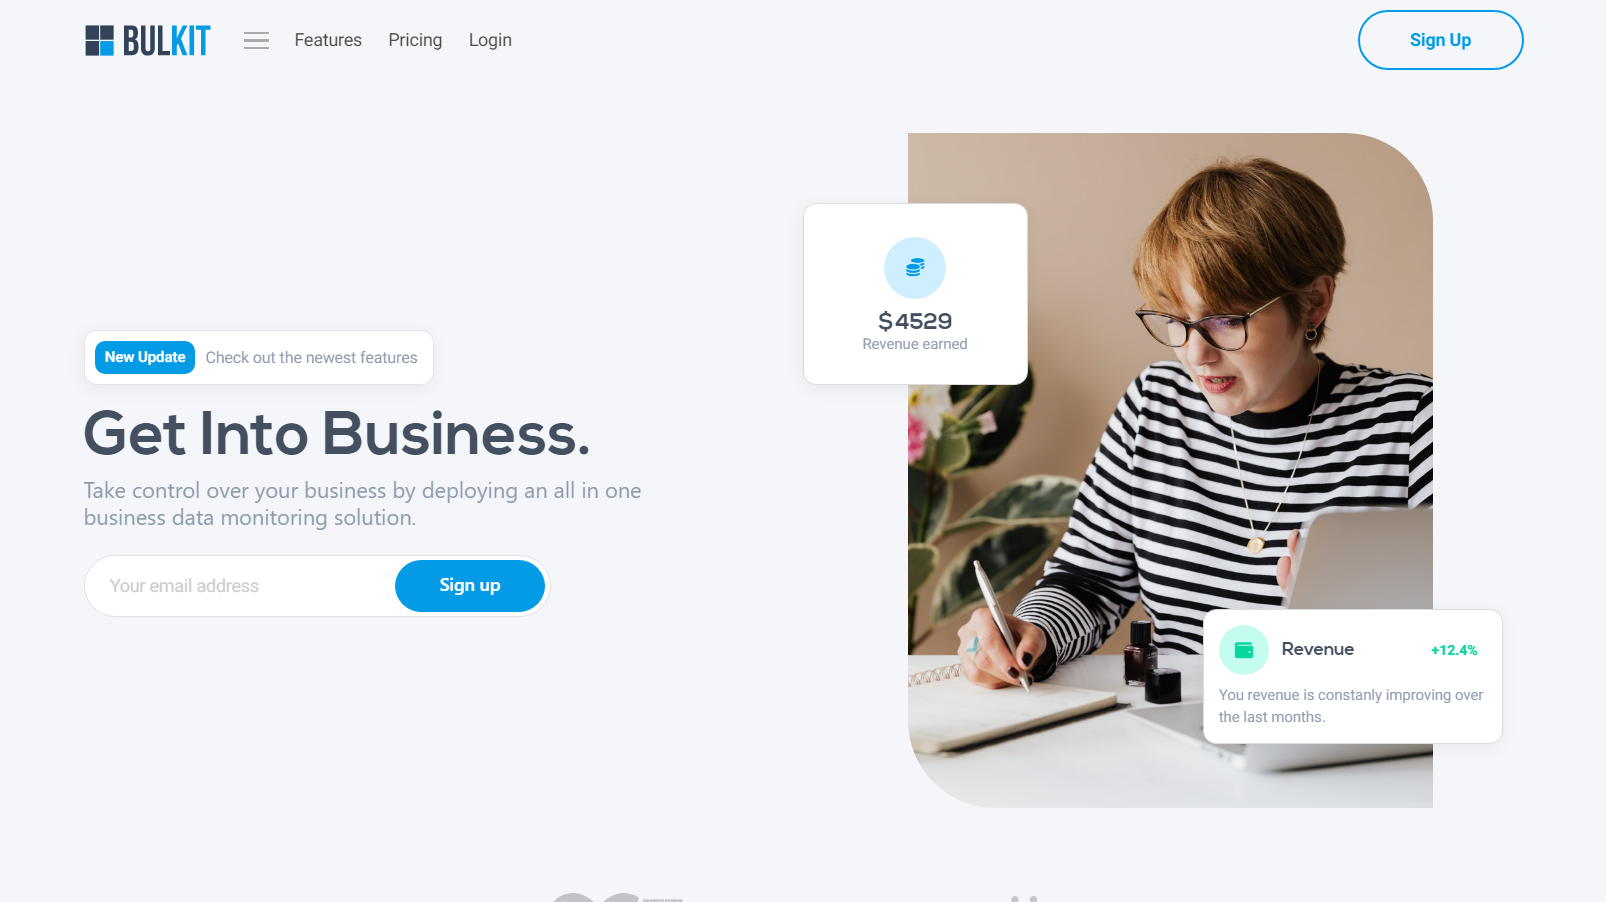 BULKIT
Features
Pricing
Login
Sign Up
$4529
Revenue earned
New Update
Check out the newest features
Get Into Business.
Take control over your business by deploying an all in one
business data monitoring solution.
Your email address
Sign up
Revenue
+12.4%
You revenue is constanly improving over
the last months.